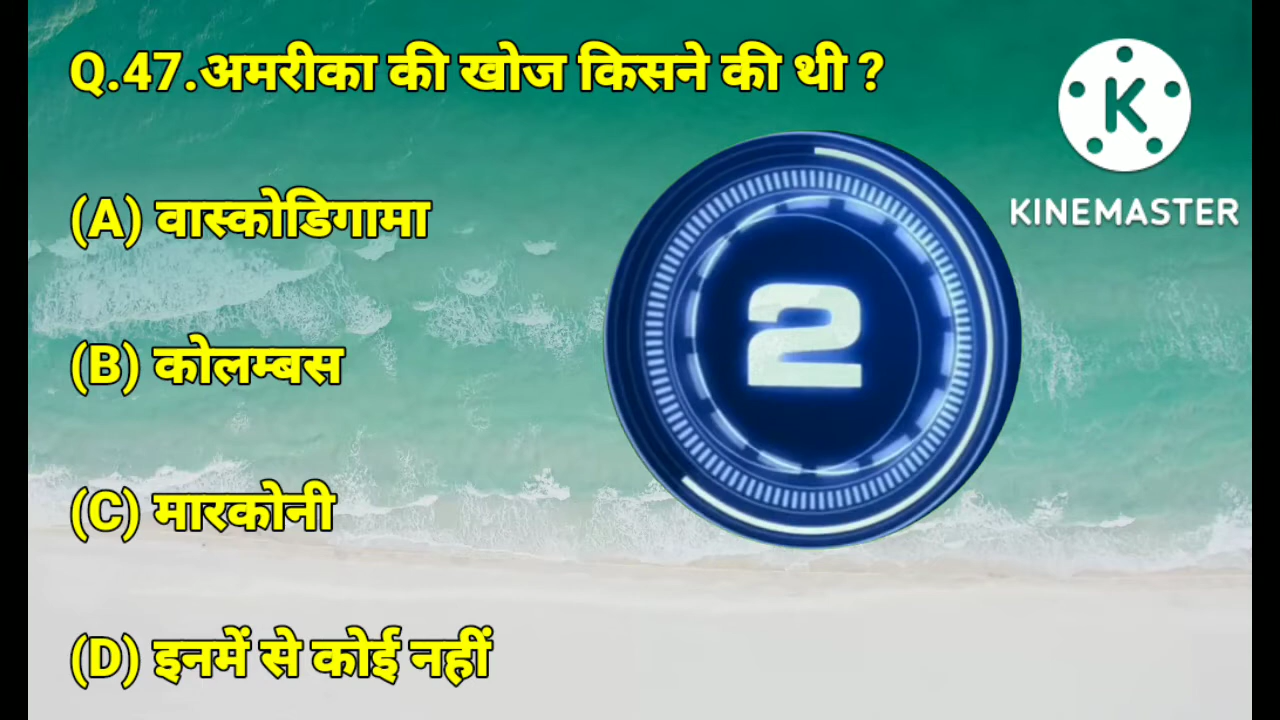 Q.47.अमरीका की खोज किसने की थी ?
(A) वास्कोडिगामा
(B) कोलम्बस
(C) मारकोनी
(D) इनमें से कोई नहीं
2
K
KINEMASTER